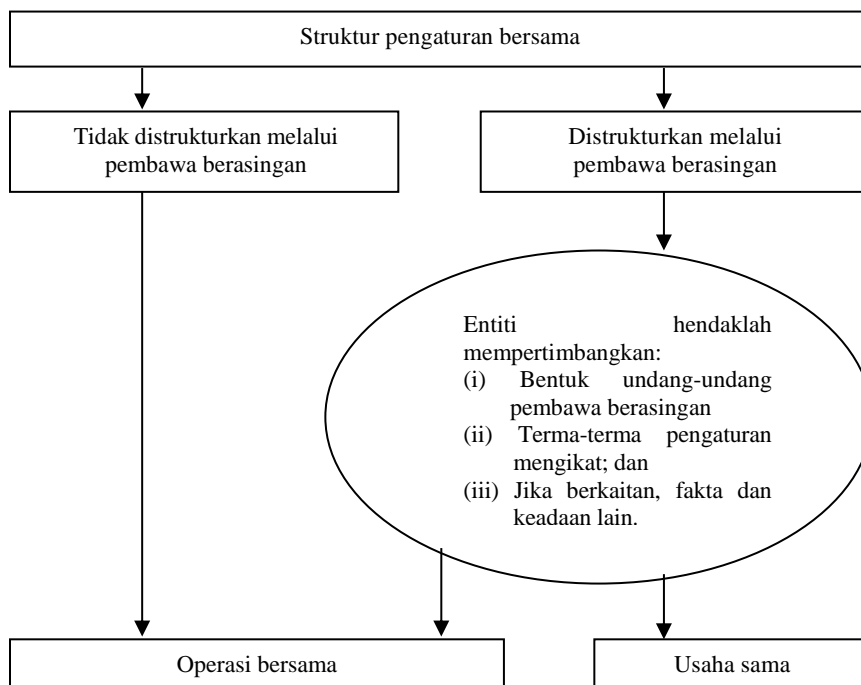 Struktur pengaturan bersama
Tidak distrukturkan melalui
pembawa berasingan
Distrukturkan melalui
pembawa berasingan
Entiti hendaklah
mempertimbangkan:
(i) Bentuk undang-undang
pembawa berasingan
(ii) Terma-terma pengaturan
mengikat; dan
(iii) Jika berkaitan, fakta dan
keadaan lain.
Operasi bersama
Usaha sama